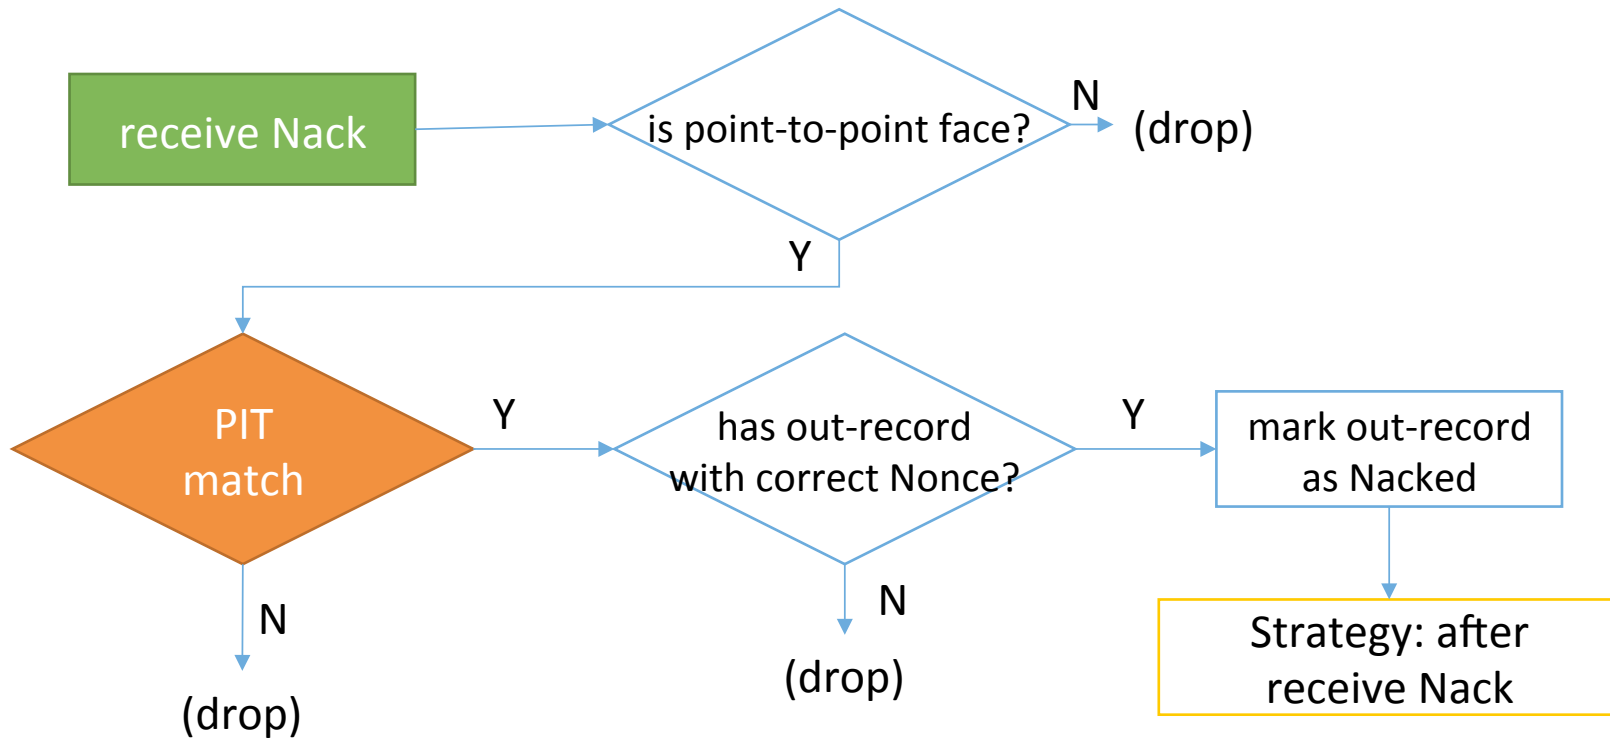 receive Nack
is point-to-point face?
N
(drop)
Y
PIT
match
Y
has out-record
with correct Nonce?
Y
mark out-record
as Nacked
N
(drop)
N
(drop)
Strategy: after
receive Nack